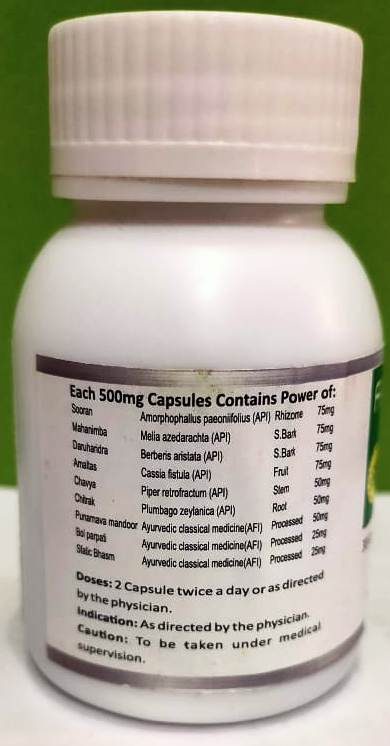 Each 500mg Capsules Contains Power of:
Sooran Amorphophallus paeoniifolius (API) Rhizome 75mg
Mahanimba Melia azedarachta (API) S.Bark 75mg
Daruharidra Berberis aristata (API) S.Bark 75mg
Amaltas Cassia fistula (API) Fruit 75mg
Chavya Piper retrofractum (API) Stem 50mg
Chitrak Plumbago zeylanica (API) Root 50mg
Punarnava mandoor Ayurvedic classical medicine(AFI) Processed 50mg
Bol parpati Ayurvedic classical medicine(AFI) Processed 25mg
Bhasm Ayurvedic classical medicine(AFI) Processed 25mg
Doses: 2 Capsule twice a day or as directed
by the physician.
Indication: As directed by the physician.
Caution: To be taken under medical
supervision.